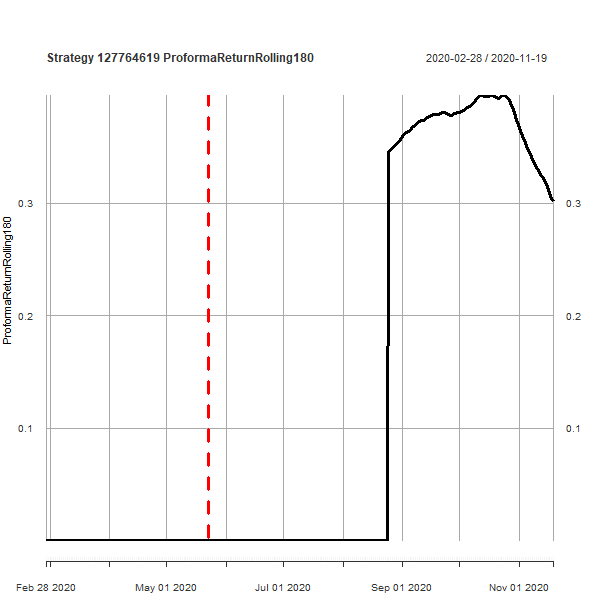 Strategy 127764619 ProformaReturnRolling180
2020-02-28 / 2020-11-19
ProformaReturnRolling180
0.3
0.3
0.2
0.2
0.1
0.1
Feb 28 2020
May 01 2020
Jul 01 2020
Sep 01 2020
Nov 01 2020